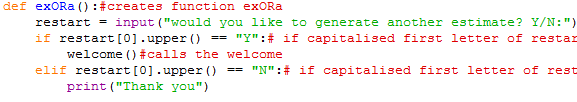 def exORa():#creates function exORa
restart = input("would you like to generate another estimate? Y/N:")
if restart[0].upper() == "Y":# if capitalised first letter of restar
welcome()#calls the welcome
elif restart[0].upper() == "N":# if capitalised first letter of rest
print("Thank you")